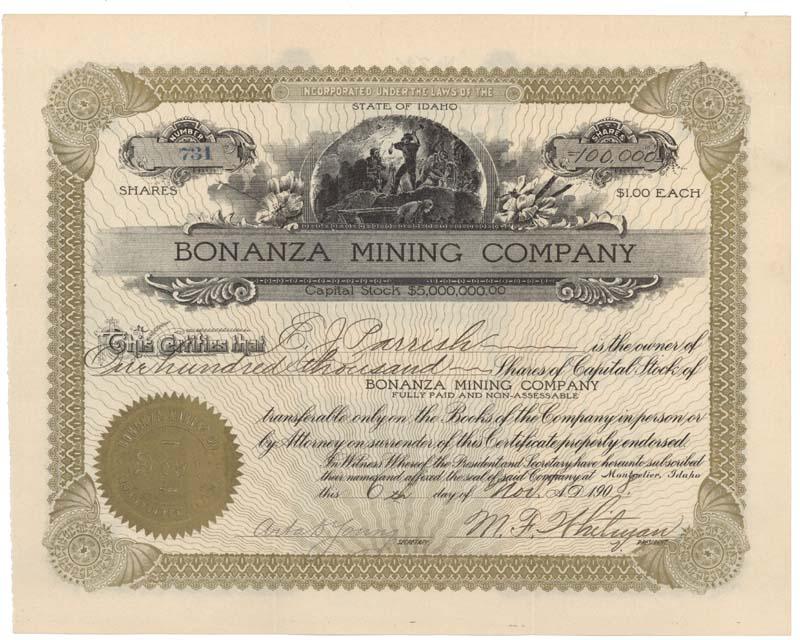 INCORPORATED UNDER THE LAWS OF THE
STATE OF IDAHO
NUMBER
731
SHARES
SHARES
100,000
$1.00 EACH
BONANZA MINING COMPANY
Capital Stock $5,000,000.00
This Certifies that E. J. Parrish is the owner of
One hundred thousand Shares of Capital Stock of
BONANZA MINING COMPANY
FULLY PAID AND NON-ASSESSABLE
transferable only on the Books of the Company in person or
by Attorney on surrender of this Certificate properly endorsed.
In Witness Whereof, the President and Secretary have hereunto subscribed
their names and affixed the seal of said Company at Montpelier, Idaho
this day of Nov. A.D. 1908.
SECRETARY.
M. F. Whitman
PRESIDENT.